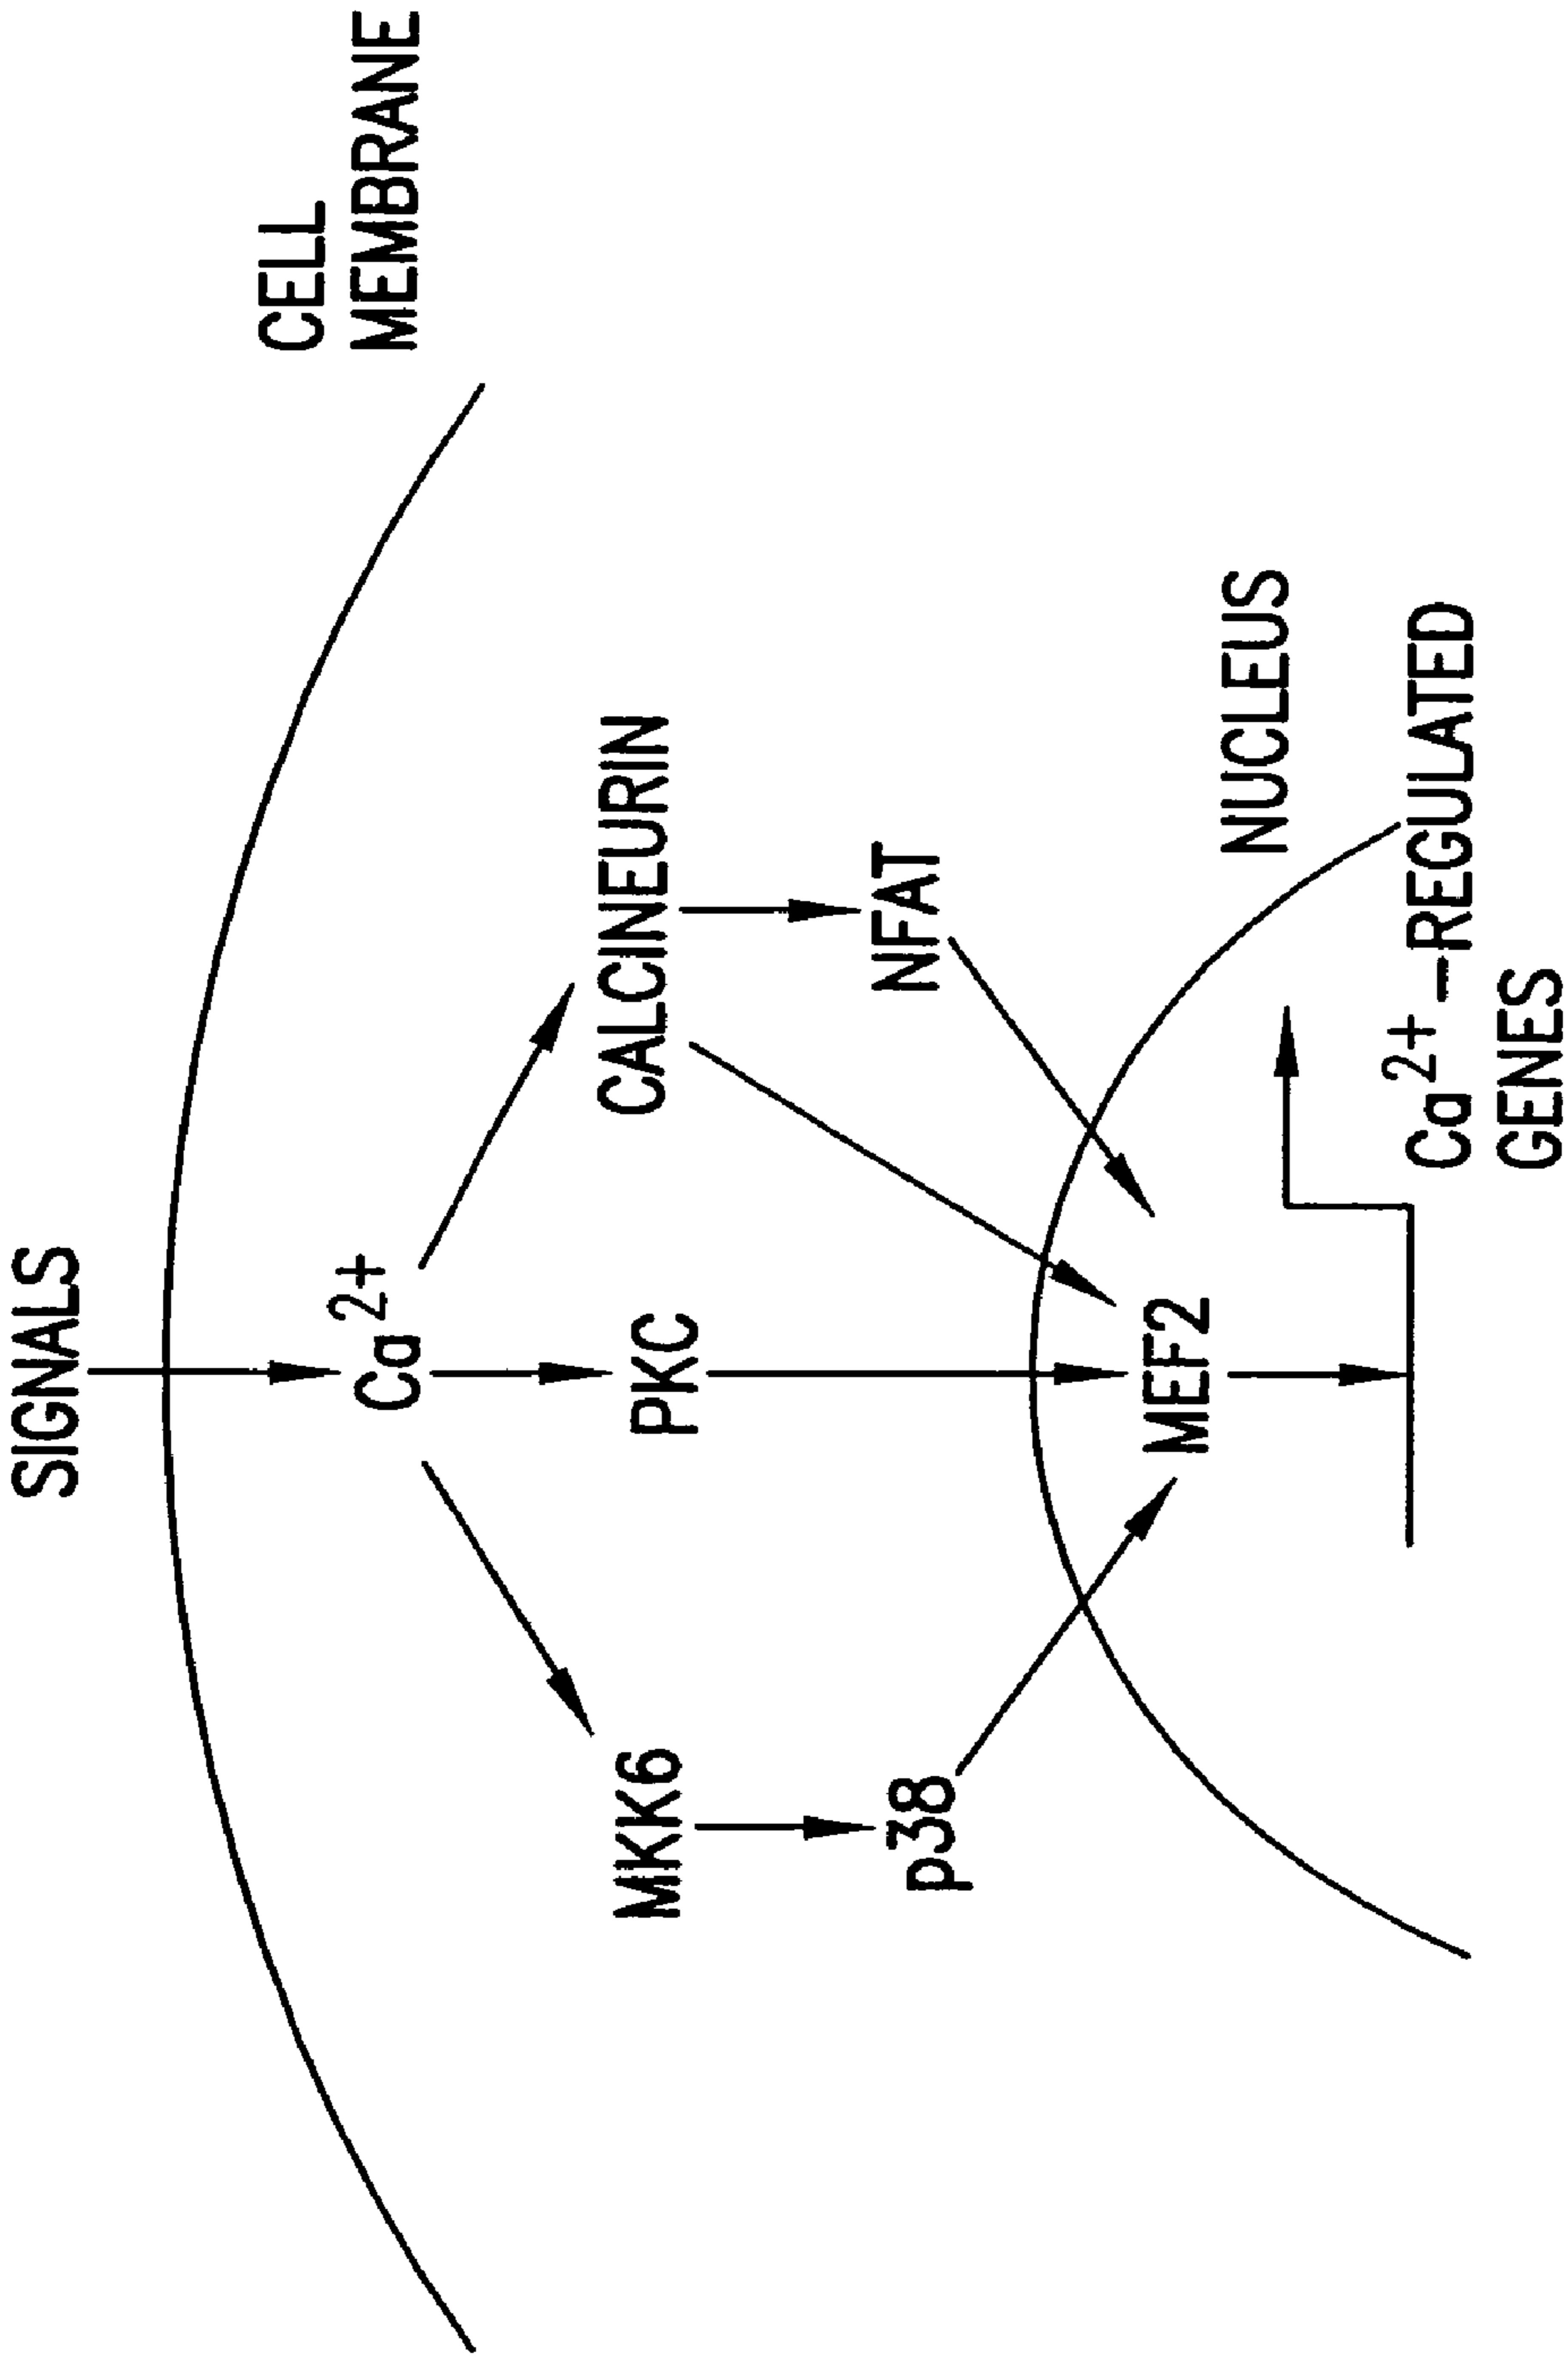 SIGNALS
CELL
MEMBRANE
Ca2+
MKK6
PKC
CALCINEURIN
p38
NFAT
MEF2
NUCLEUS
Ca2+-REGULATED
GENES